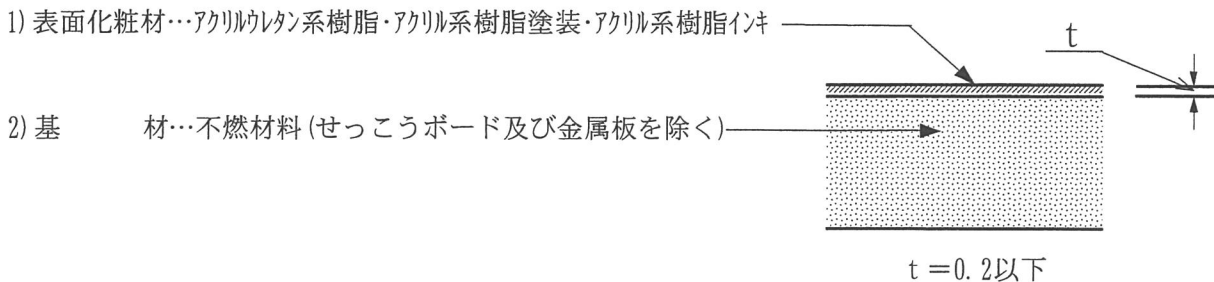 1) 表面化粧材…ｱｸﾘﾙｳﾚﾀﾝ系樹脂･ｱｸﾘﾙ系樹脂塗装･ｱｸﾘﾙ系樹脂ｲﾝｷ
t
2) 基　　　材…不燃材料(せっこうボード及び金属板を除く)
t＝0.2以下